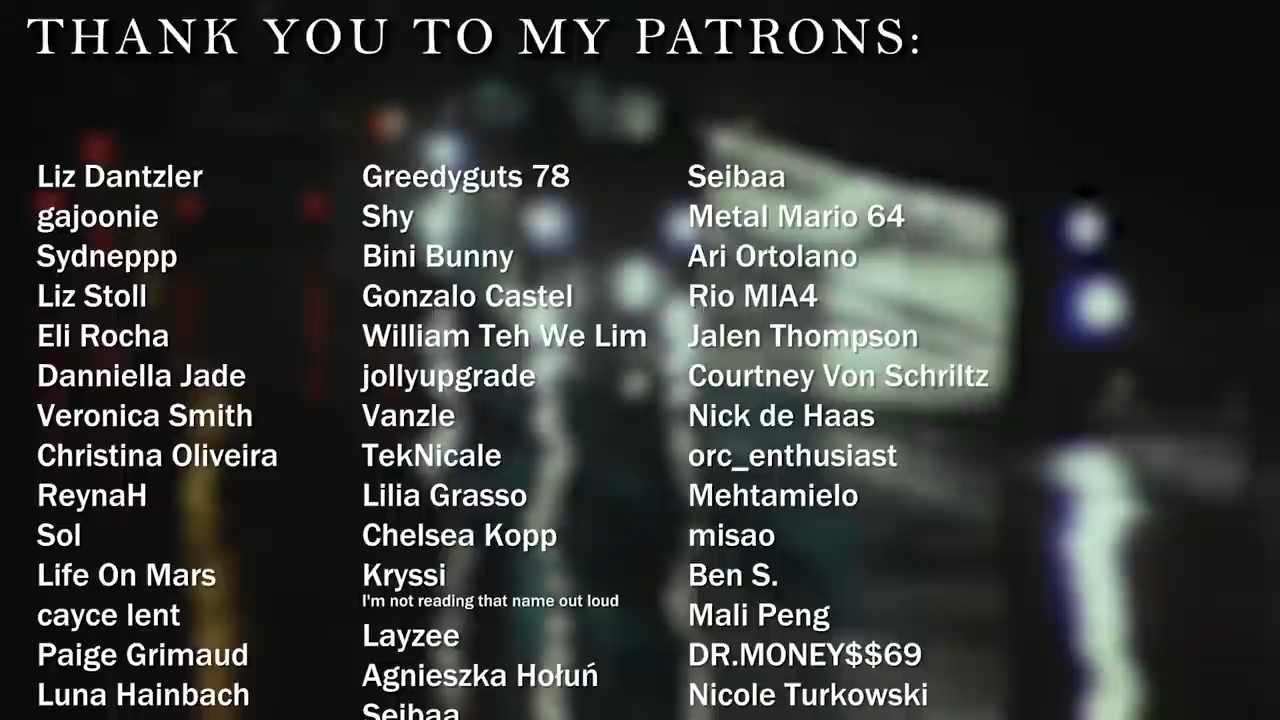 THANK YOU TO MY PATRONS:
Liz Dantzler
gajoonie
Sydneppp
Liz Stoll
Eli Rocha
Danniella Jade
Veronica Smith
Christina Oliveira
ReynaH
Sol
Life On Mars
cayce lent
Paige Grimaud
Luna Hainbach
Greedyguts 78
Shy
Bini Bunny
Gonzalo Castel
William Teh We Lim
jollyupgrade
Vanzle
TekNicale
Lilia Grasso
Chelsea Kopp
Kryssi
I'm not reading that name out loud
Layzee
Agnieszka Hołuń
Seibaa
Seibaa
Metal Mario 64
Ari Ortolano
Rio MIA4
Jalen Thompson
Courtney Von Schriltz
Nick de Haas
orc_enthusiast
Mehtamielo
misao
Ben S.
Mali Peng
DR.MONEY$$69
Nicole Turkowski